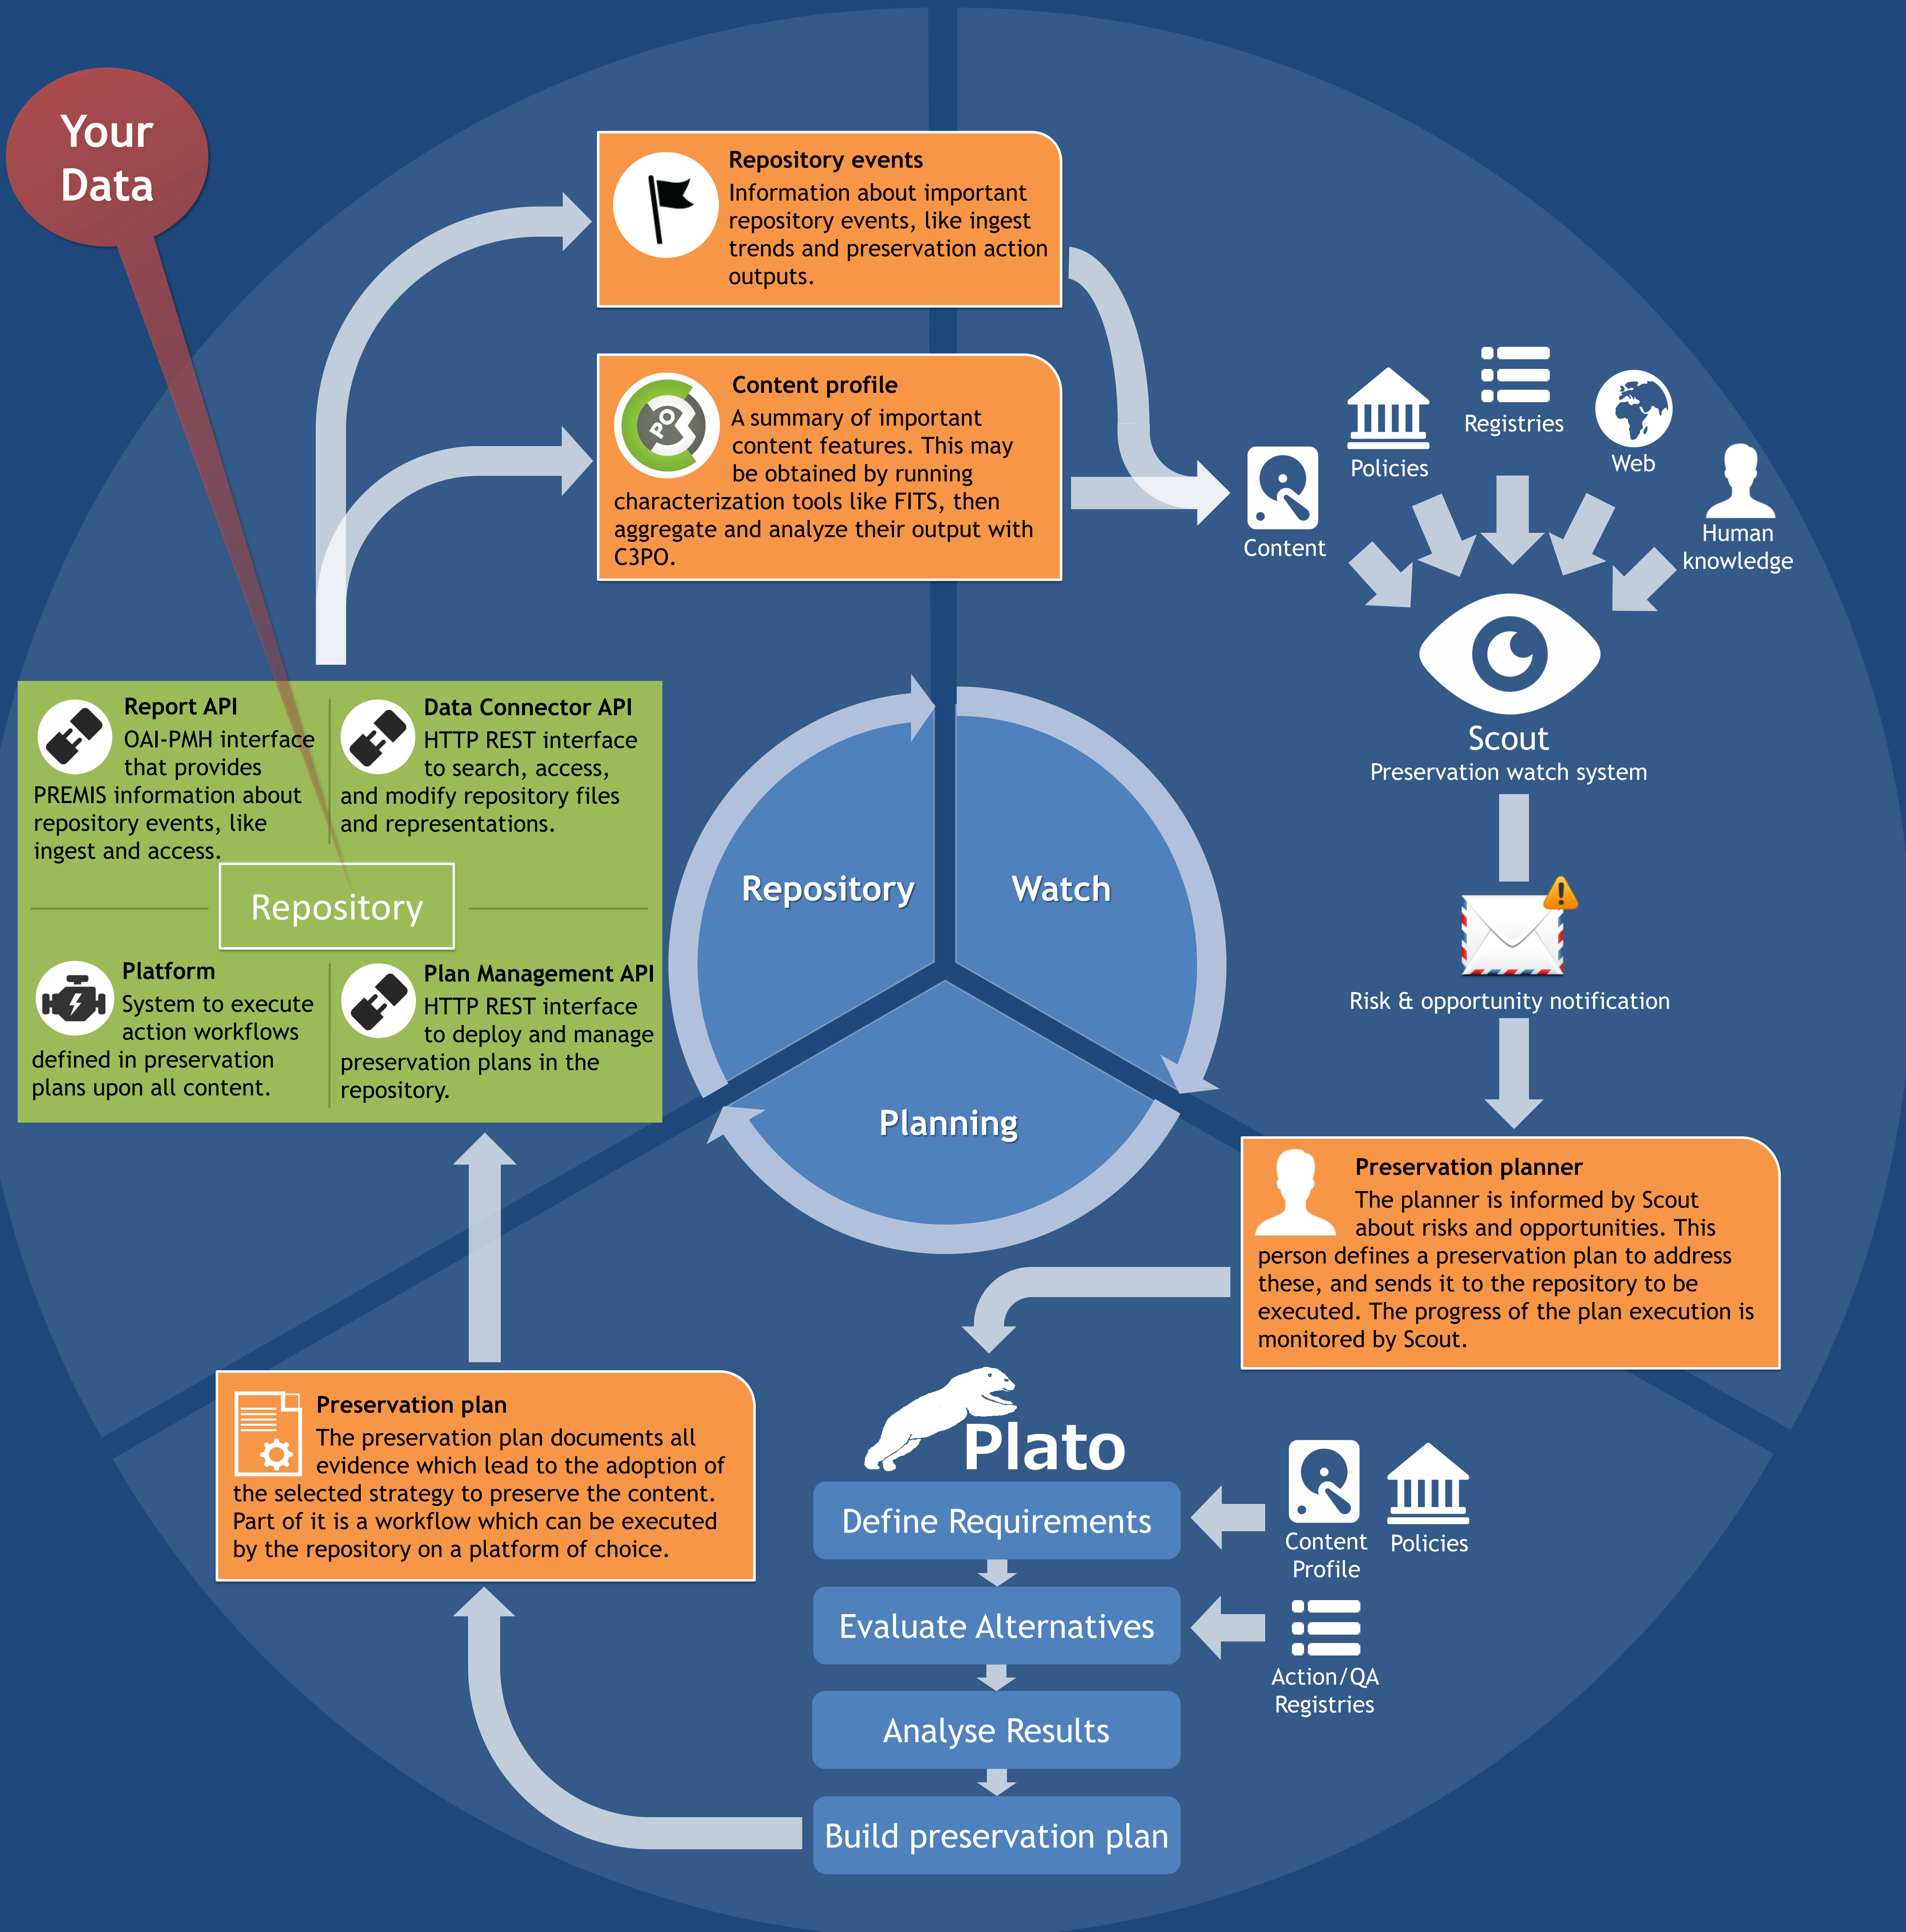 Your
Data
Repository events
Information about important
repository events, like ingest
trends and preservation action
outputs.
PO
Content profile
A summary of important
content features. This may
be obtained by running
characterization tools like FITS, then
aggregate and analyze their output with
C3PO.
Content
Policies
Registries
Web
Human
knowledge
Scout
Preservation watch system
Risk & opportunity notification
Report API
OAI-PMH interface
that provides
PREMIS information about
repository events, like
ingest and access.
Data Connector API
HTTP REST interface
to search, access,
and modify repository files
and representations.
Repository
Platform
System to execute
action workflows
defined in preservation
plans upon all content.
Plan Management API
HTTP REST interface
to deploy and manage
preservation plans in the
repository.
Repository
Watch
Planning
Preservation planner
The planner is informed by Scout
about risks and opportunities. This
person defines a preservation plan to address
these, and sends it to the repository to be
executed. The progress of the plan execution is
monitored by Scout.
Plato
Define Requirements
Evaluate Alternatives
Analyse Results
Build preservation plan
Content
Profile
Policies
Action/QA
Registries
Preservation plan
The preservation plan documents all
evidence which lead to the adoption of
the selected strategy to preserve the content.
Part of it is a workflow which can be executed
by the repository on a platform of choice.